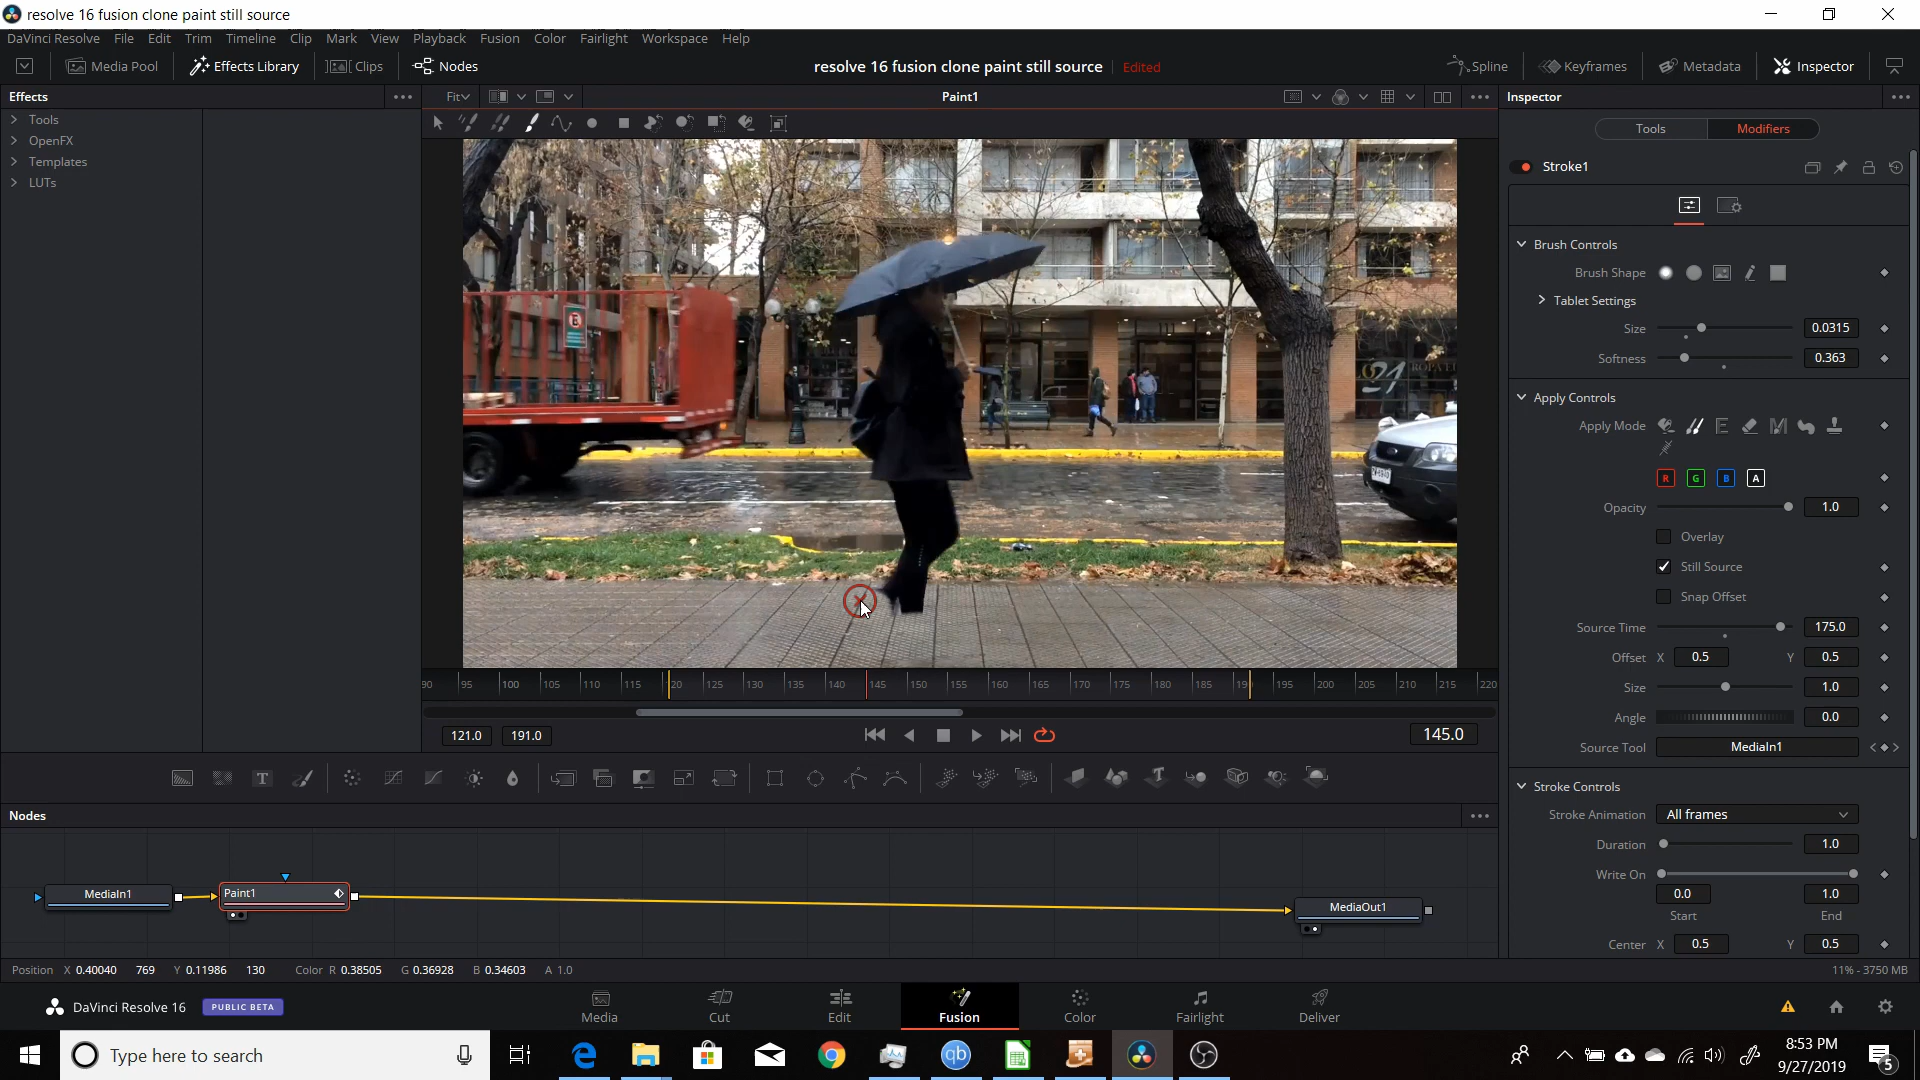 resolve 16 fusion clone paint still source
DaVinci Resolve File Edit Trim Timeline Clip Mark View Playback Fusion Color Fairlight Workspace Help
Media Pool Effects Library Clips Nodes resolve 16 fusion clone paint still source Edited Spline Keyframes Metadata Inspector
Effects Fit Paint1 Inspector
Tools
OpenFX
Templates
LUTs
Tools Modifiers
Stroke1
Brush Controls
Brush Shape
Tablet Settings
Size 0.0315
Softness 0.363
Apply Controls
Apply Mode
R G B A
Opacity 1.0
Overlay
Still Source
Snap Offset
Source Time 175.0
Offset X 0.5 Y 0.5
Size 1.0
Angle 0.0
Source Tool MediaIn1
Stroke Controls
Stroke Animation All frames
Duration 1.0
Write On
0.0 1.0
Start End
Center X 0.5 Y 0.5
E
21
90 95 100 105 110 115 20 125 130 135 140 145 150 155 160 165 170 175 180 185 19 195 200 205 210 215 220
121.0 191.0 145.0
T
Nodes
MediaIn1 Paint1 MediaOut1
Position X 0.40040 769 Y 0.11986 130 Color R 0.38505 G 0.36928 B 0.34603 A 1.0 11% - 3750 MB
DaVinci Resolve 16 PUBLIC BETA Media Cut Edit Fusion Color Fairlight Deliver
Type here to search qb 8:53 PM
9/27/2019 5